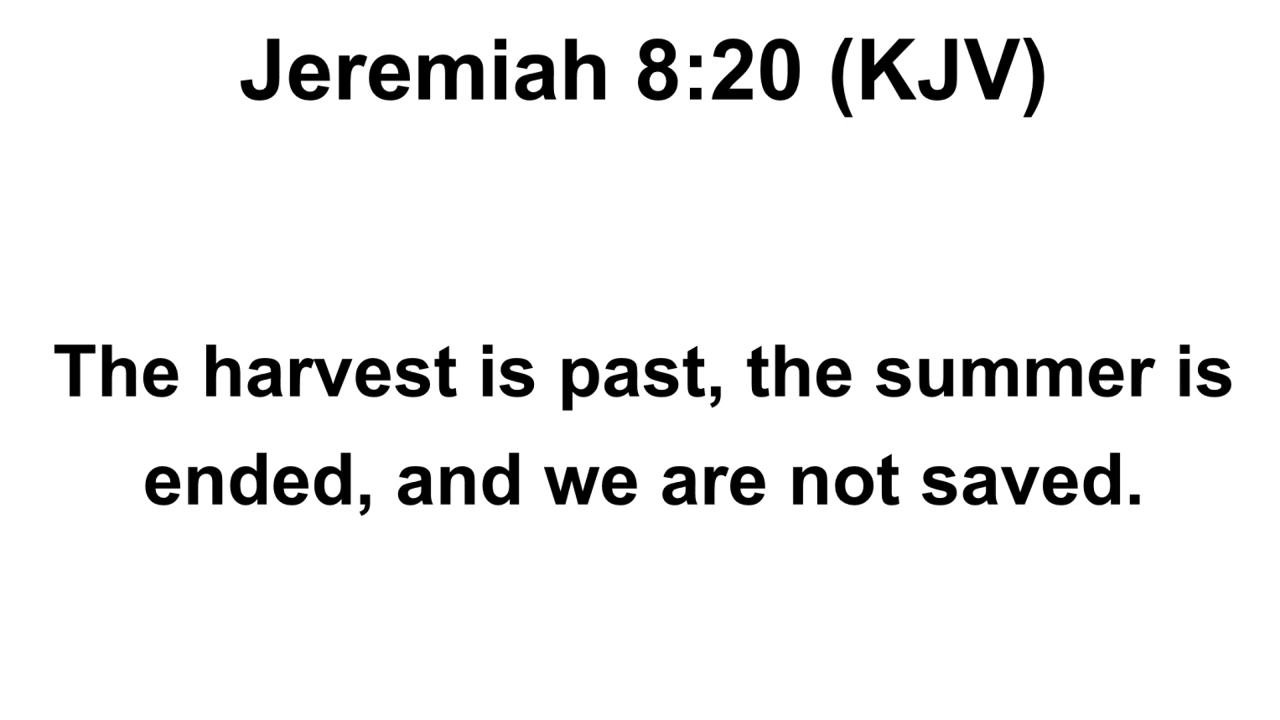 Jeremiah 8:20 (KJV)
The harvest is past, the summer is
ended, and we are not saved.